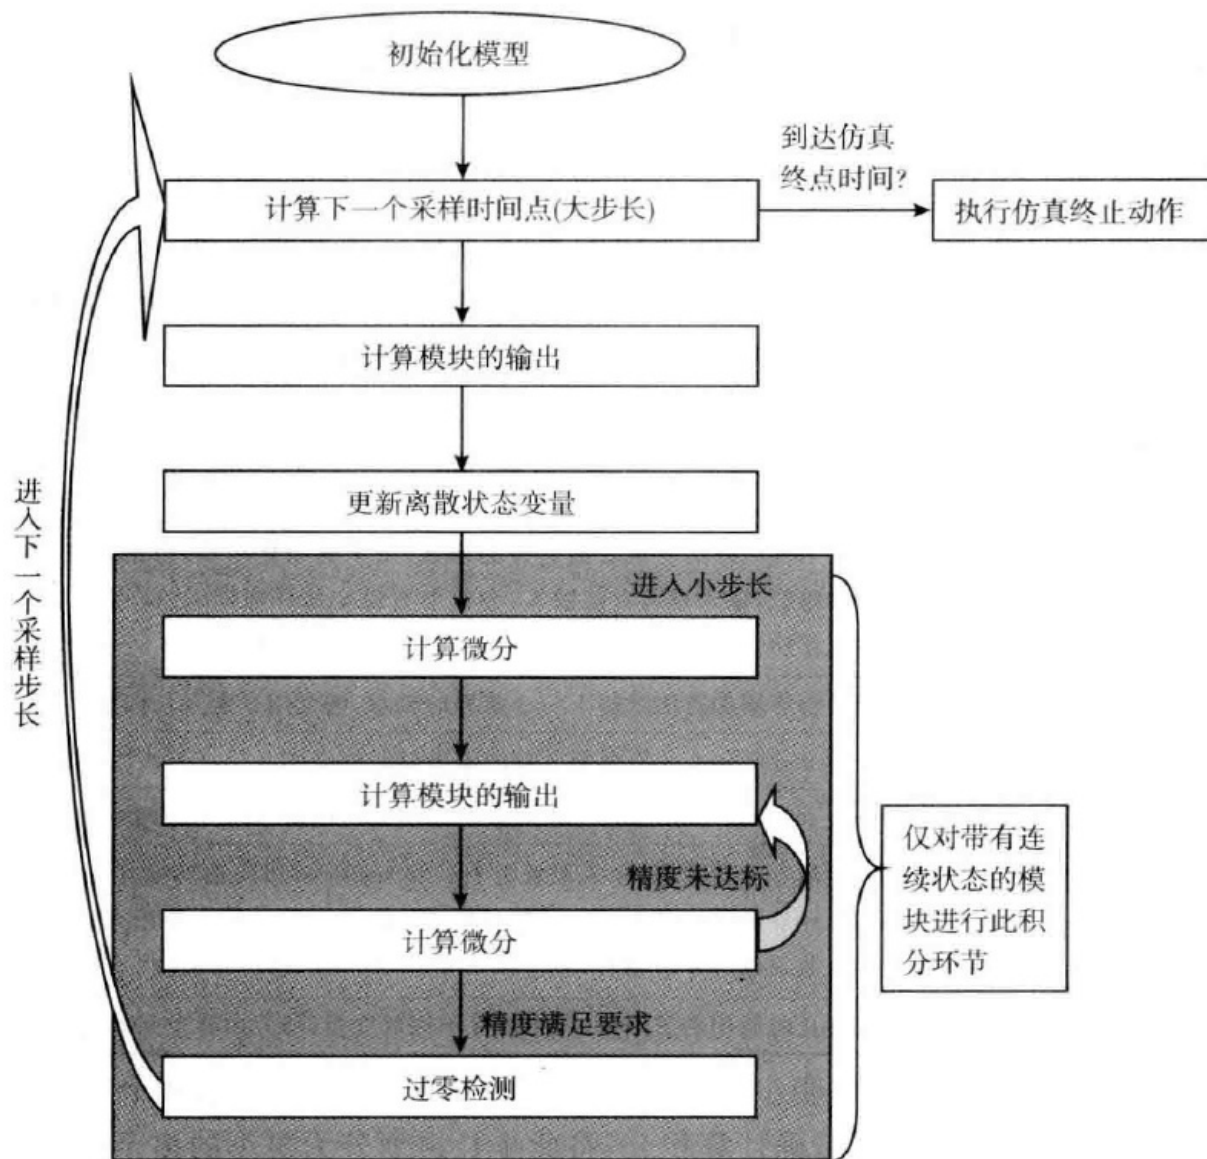 初始化模型
到达仿真
终点时间?
计算下一个采样时间点(大步长)
执行仿真终止动作
计算模块的输出
更新离散状态变量
进入下一个采样步长
进入小步长
计算微分
计算模块的输出
精度未达标
计算微分
仅对带有连
续状态的模
块进行此积
分环节
精度满足要求
过零检测